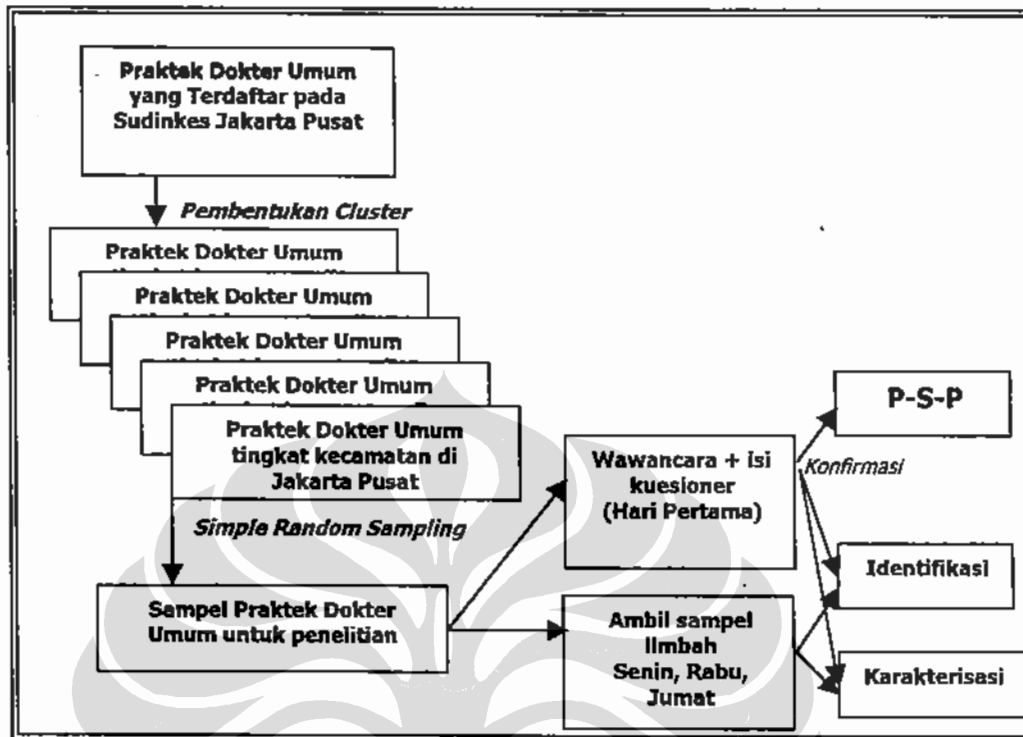 Praktek Dokter Umum
yang Terdaftar pada
Sudinkes Jakarta Pusat
Pembentukan Cluster
Praktek Dokter Umum
Praktek Dokter Umum
Praktek Dokter Umum
Praktek Dokter Umum
Praktek Dokter Umum
tingkat kecamatan di
Jakarta Pusat
Simple Random Sampling
Sampel Praktek Dokter
Umum untuk penelitian
Wawancara + Isi
kuesioner
(Hari Pertama)
Ambil sampel
limbah
Senin, Rabu,
Jumat
P-S-P
Konfirmasi
Identifikasi
Karakterisasi